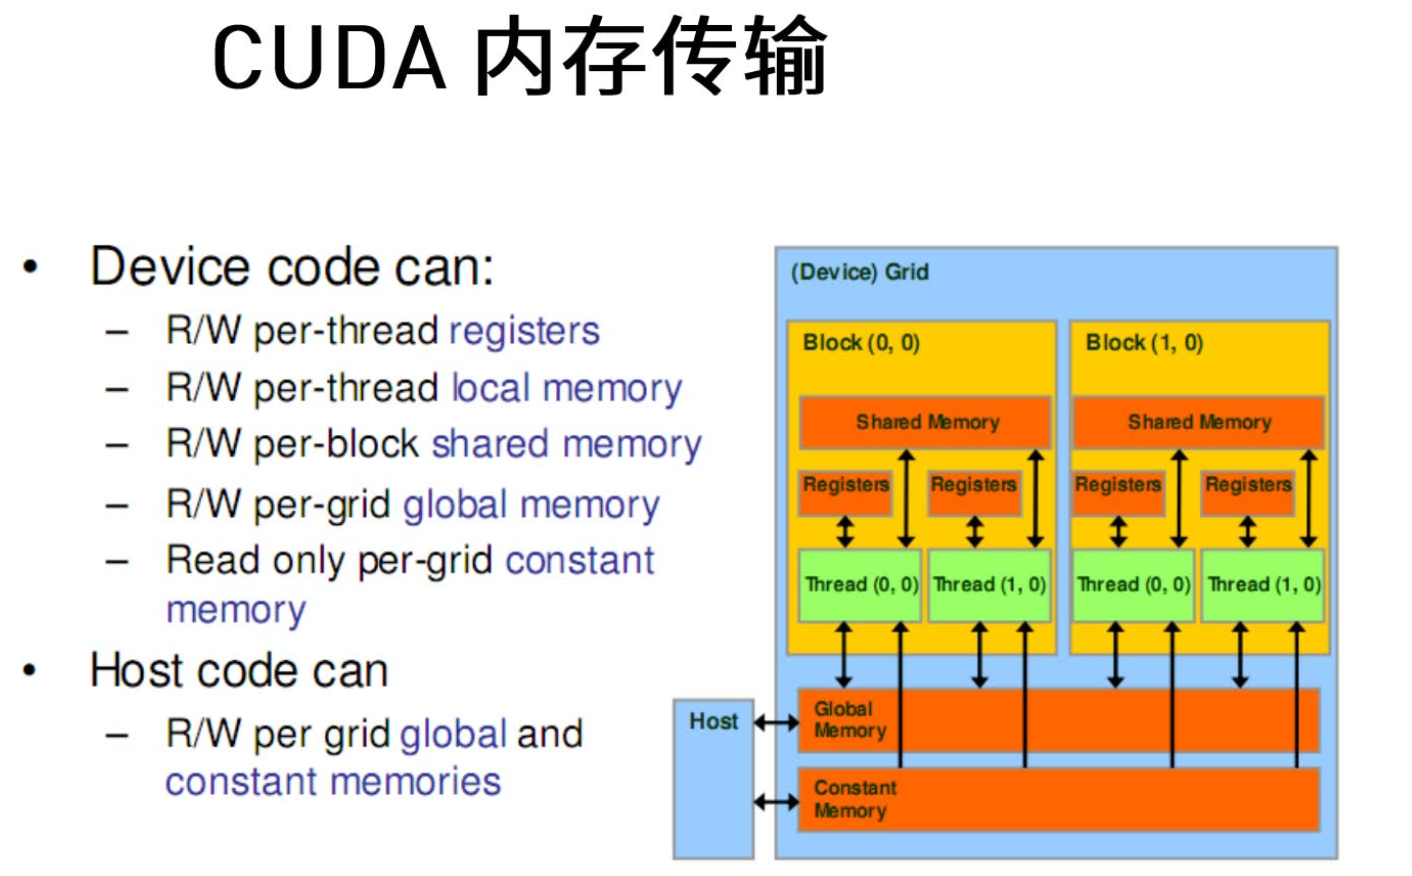 CUDA 内存传输
• Device code can:
– R/W per-thread registers
– R/W per-thread local memory
– R/W per-block shared memory
– R/W per-grid global memory
– Read only per-grid constant
memory
• Host code can
– R/W per grid global and
constant memories
(Device) Grid
Block (0, 0)
Shared Memory
Registers
Registers
Thread (0, 0)
Thread (1, 0)
Block (1, 0)
Shared Memory
Registers
Registers
Thread (0, 0)
Thread (1, 0)
Host
Global
Memory
Constant
Memory